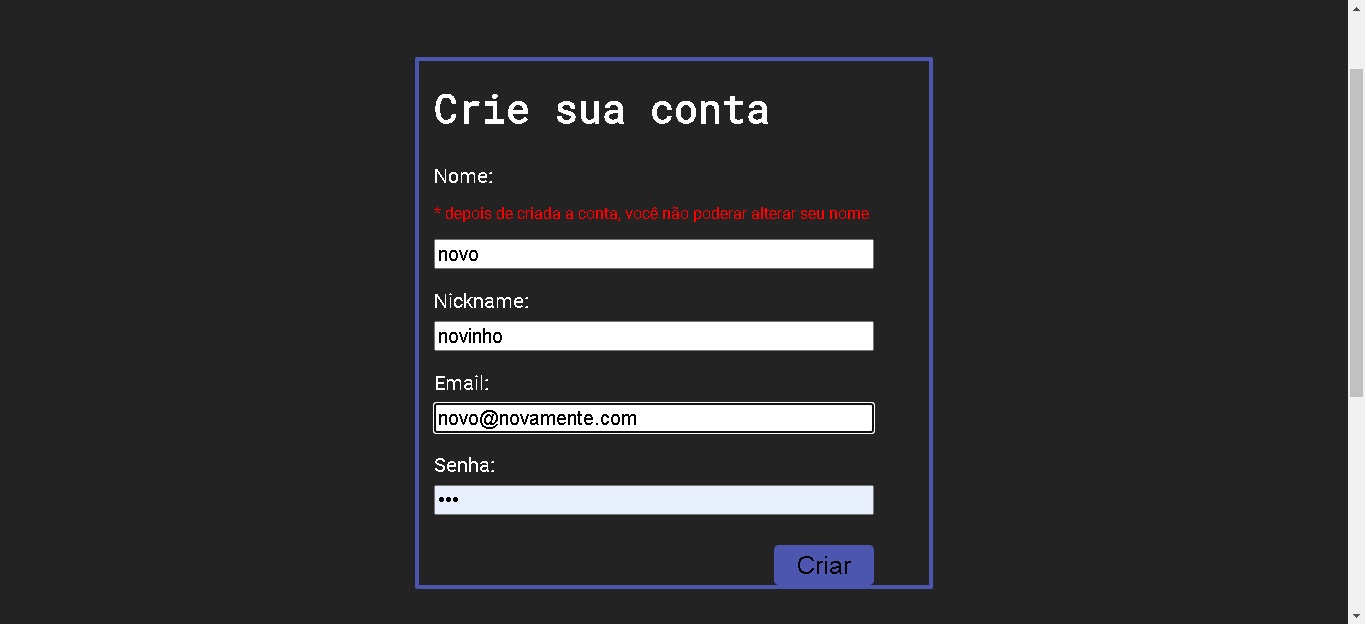 Crie sua conta
Nome:
* depois de criada a conta, você não poderar alterar seu nome
novo
Nickname:
novinho
Email:
novo@novamente.com
Senha:
•••
Criar